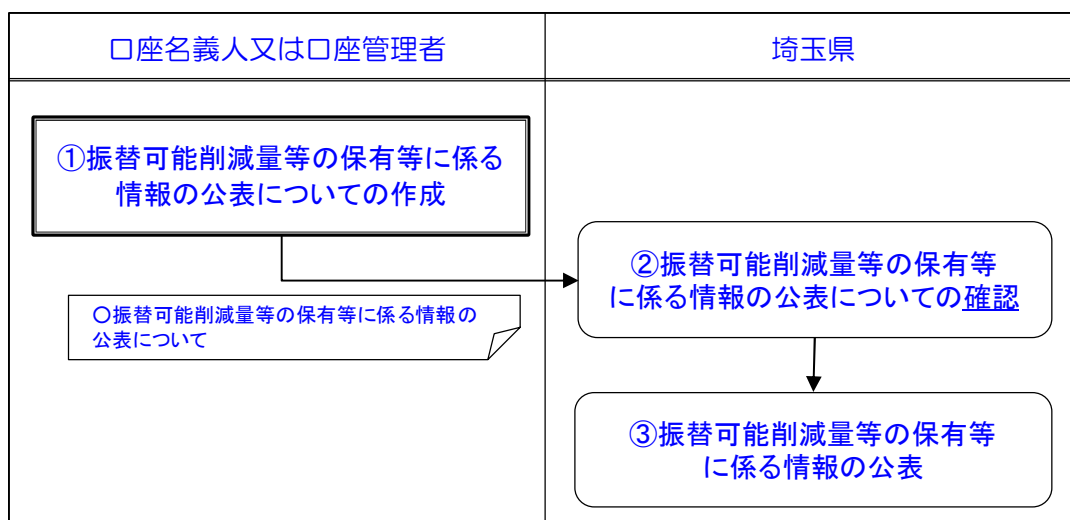 口座名義人又は口座管理者
埼玉県
①振替可能削減量等の保有等に係る
情報の公表についての作成
②振替可能削減量等の保有等
に係る情報の公表についての確認
○振替可能削減量等の保有等に係る情報の
公表について
③振替可能削減量等の保有等
に係る情報の公表